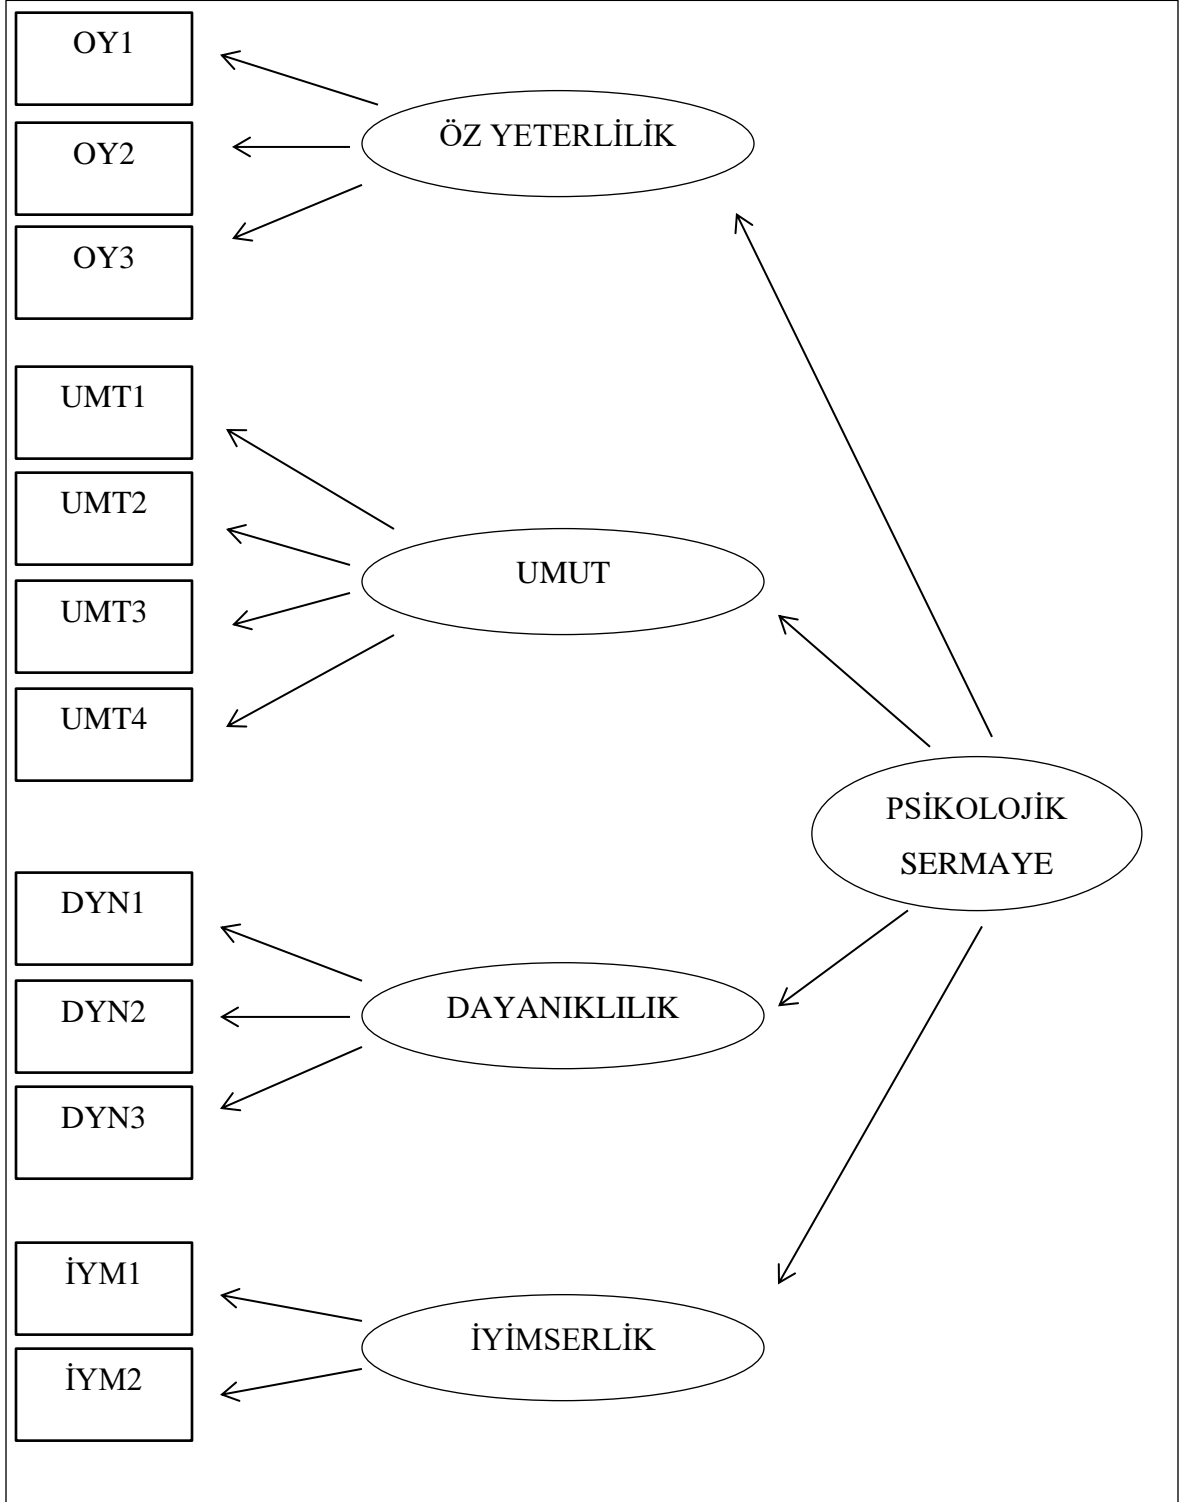 OY1
OY2
OY3
ÖZ YETERLİLİK
UMT1
UMT2
UMT3
UMT4
UMUT
PSİKOLOJİK
SERMAYE
DYN1
DYN2
DYN3
DAYANIKLILIK
İYM1
İYM2
İYİMSERLİK